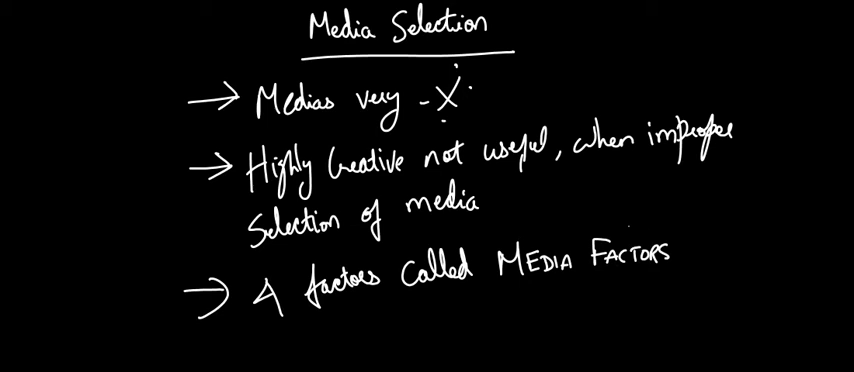 Media Selection
→ Medias very - X
→ Highly Creative not useful, when improper
Selection of media
→ 4 factors called MEDIA FACTORS